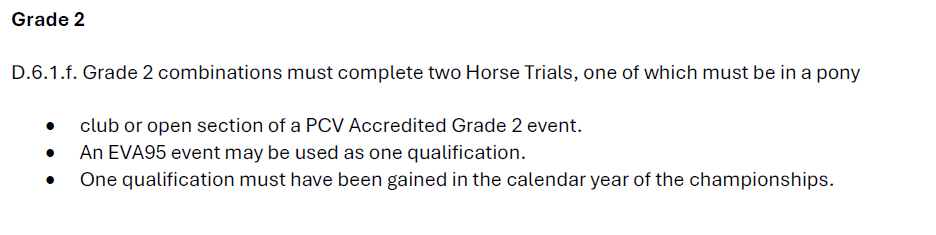 Grade 2
D.6.1.f. Grade 2 combinations must complete two Horse Trials, one of which must be in a pony
• club or open section of a PCV Accredited Grade 2 event.
• An EVA95 event may be used as one qualification.
• One qualification must have been gained in the calendar year of the championships.